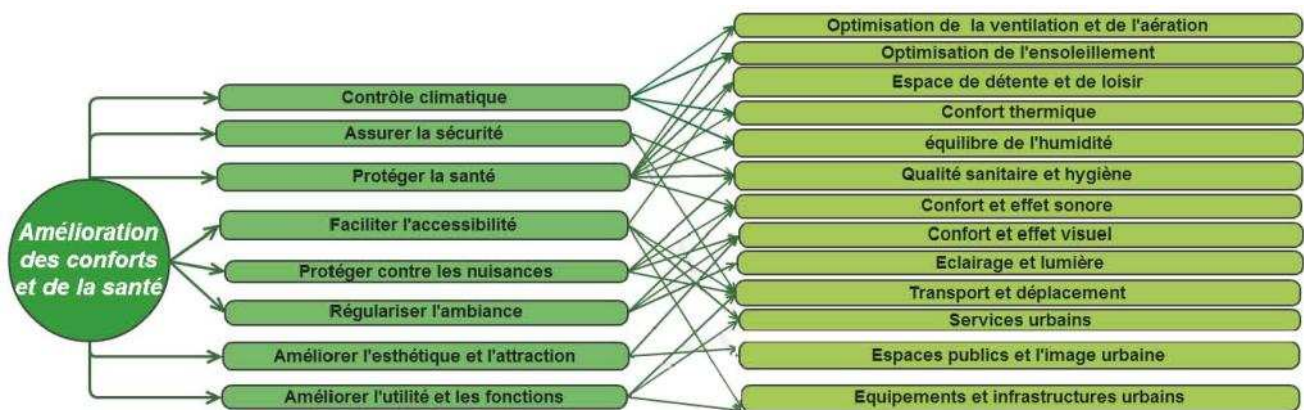 Amélioration
des conforts
et de la santé
Contrôle climatique
Assurer la sécurité
Protéger la santé
Faciliter l'accessibilité
Protéger contre les nuisances
Régulariser l'ambiance
Améliorer l'esthétique et l'attraction
Améliorer l'utilité et les fonctions
Optimisation de la ventilation et de l'aération
Optimisation de l'ensoleillement
Espace de détente et de loisir
Confort thermique
équilibre de l'humidité
Qualité sanitaire et hygiène
Confort et effet sonore
Confort et effet visuel
Eclairage et lumière
Transport et déplacement
Services urbains
Espaces publics et l'image urbaine
Equipements et infrastructures urbains